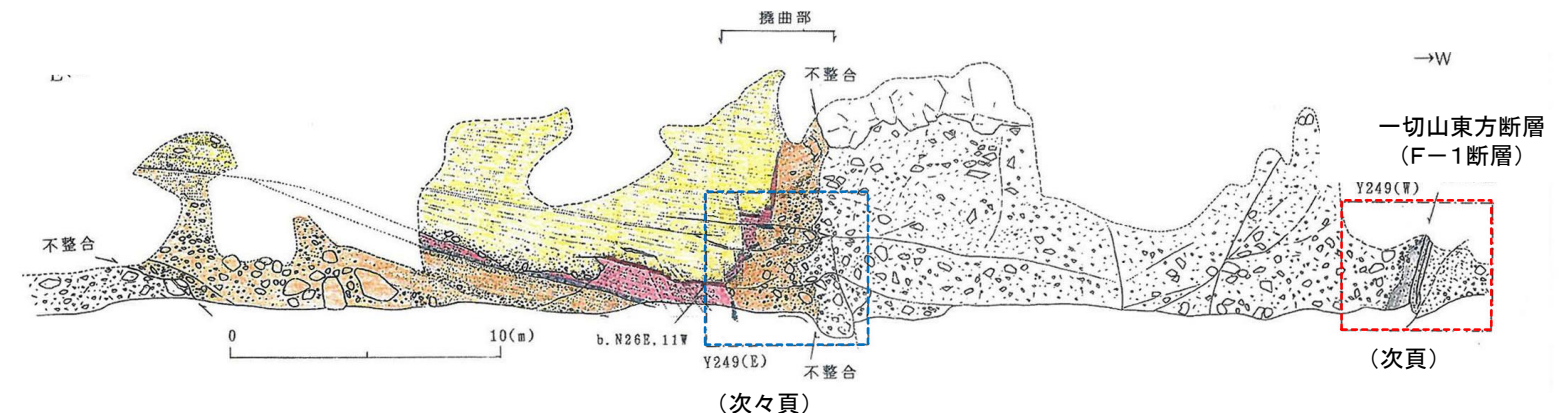 撓曲部
不整合
→W
一切山東方断層
(F－1断層)
Y249(W)
不整合
0 10(m)
b.N26E,11W
Y249(E)
不整合
(次々頁)
(次頁)